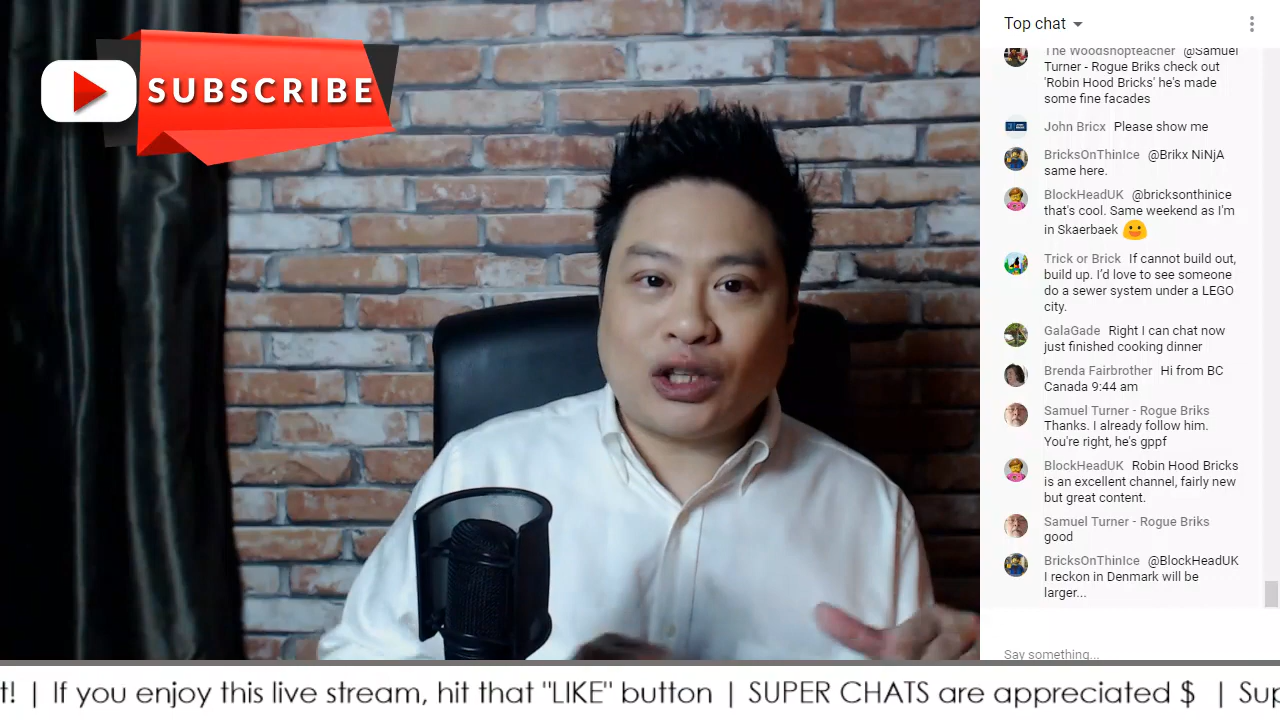 SUBSCRIBE
Top chat
The Woodshopteacher @Samuel
Turner - Rogue Briks check out
'Robin Hood Bricks' he's made
some fine facades
John Bricx Please show me
BricksOnThinIce @Brikx NiNjA
same here.
BlockHeadUK @bricksonthinice
that's cool. Same weekend as I'm
in Skaerbaek
Trick or Brick If cannot build out,
build up. I'd love to see someone
do a sewer system under a LEGO
city.
GalaGade Right I can chat now
just finished cooking dinner
Brenda Fairbrother Hi from BC
Canada 9:44 am
Samuel Turner - Rogue Briks
Thanks. I already follow him.
You're right, he's gppf
BlockHeadUK Robin Hood Bricks
is an excellent channel, fairly new
but great content.
Samuel Turner - Rogue Briks
good
BricksOnThinIce @BlockHeadUK
I reckon in Denmark will be
larger...
Say something...
t! | If you enjoy this live stream, hit that "LIKE" button | SUPER CHATS are appreciated $ | Sup